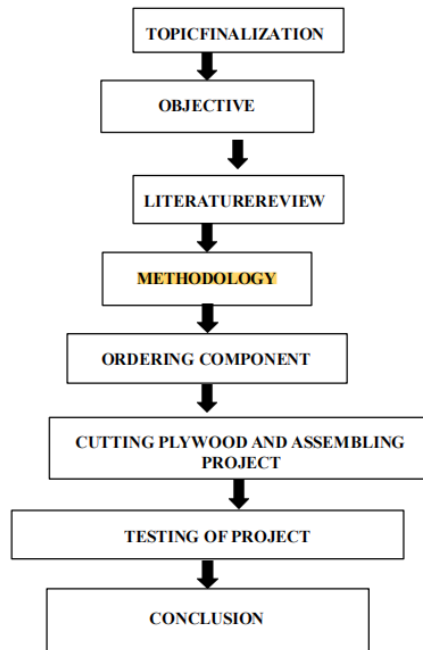 TOPICFINALIZATION
OBJECTIVE
LITERATUREREVIEW
METHODOLOGY
ORDERING COMPONENT
CUTTING PLYWOOD AND ASSEMBLING
PROJECT
TESTING OF PROJECT
CONCLUSION